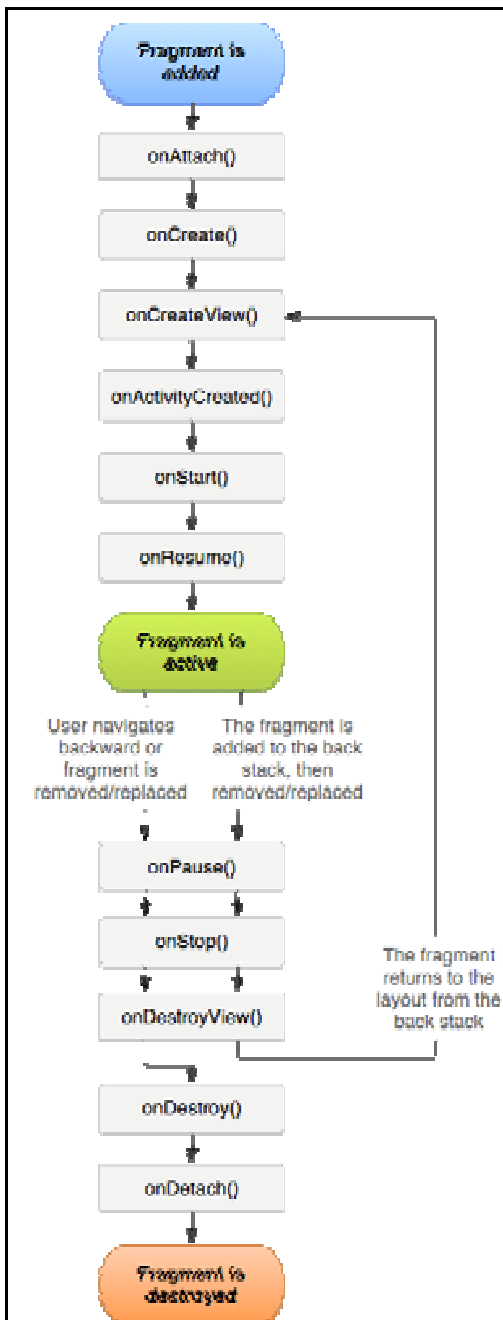 Fragment is
added
onAttach()
onCreate()
onCreateView()
onActivityCreated()
onStart()
onResume()
Fragment is
active
User navigates
backward or
fragment is
removed/replaced
The fragment is
added to the back
stack, then
removed/replaced
onPause()
onStop()
onDestroyView()
The fragment
returns to the
layout from the
back stack
onDestroy()
onDetach()
Fragment is
destroyed